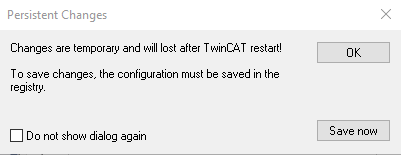 Persistent Changes
Changes are temporary and will lost after TwinCAT restart!
OK
To save changes, the configuration must be saved in the
registry.
Do not show dialog again
Save now